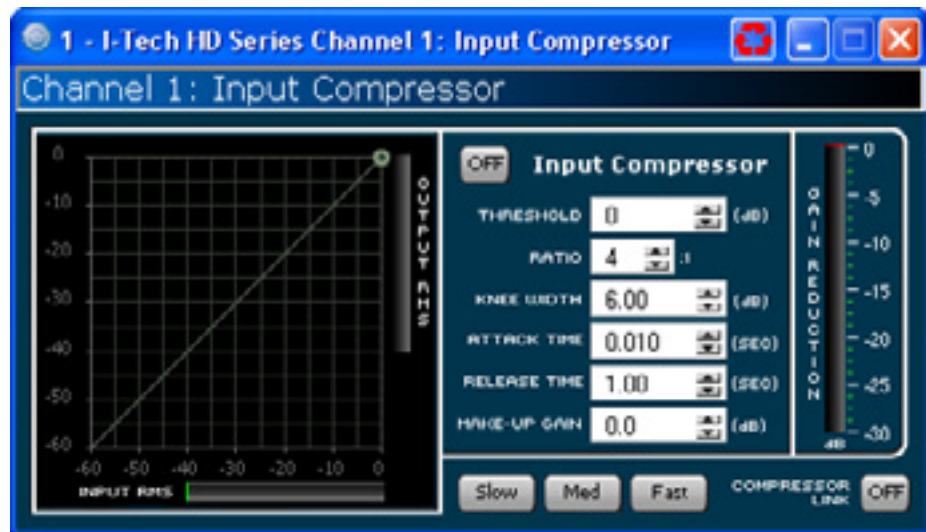 1 - I-Tech HD Series Channel 1: Input Compressor
Channel 1: Input Compressor
0
-10
-20
-30
-40
-50
-60
-60 -50 -40 -30 -20 -10 0
INPUT RMS
OUTPUT RMS
OFF Input Compressor
THRESHOLD 0 (dB)
RATIO 4 :1
KNEE WIDTH 6.00 (dB)
ATTACK TIME 0.010 (SEC)
RELEASE TIME 1.00 (SEC)
MAKE-UP GAIN 0.0 (dB)
GAIN REDUCTION
0
-5
-10
-15
-20
-25
-30
dB
Slow Med Fast
COMPRESSOR LINK OFF